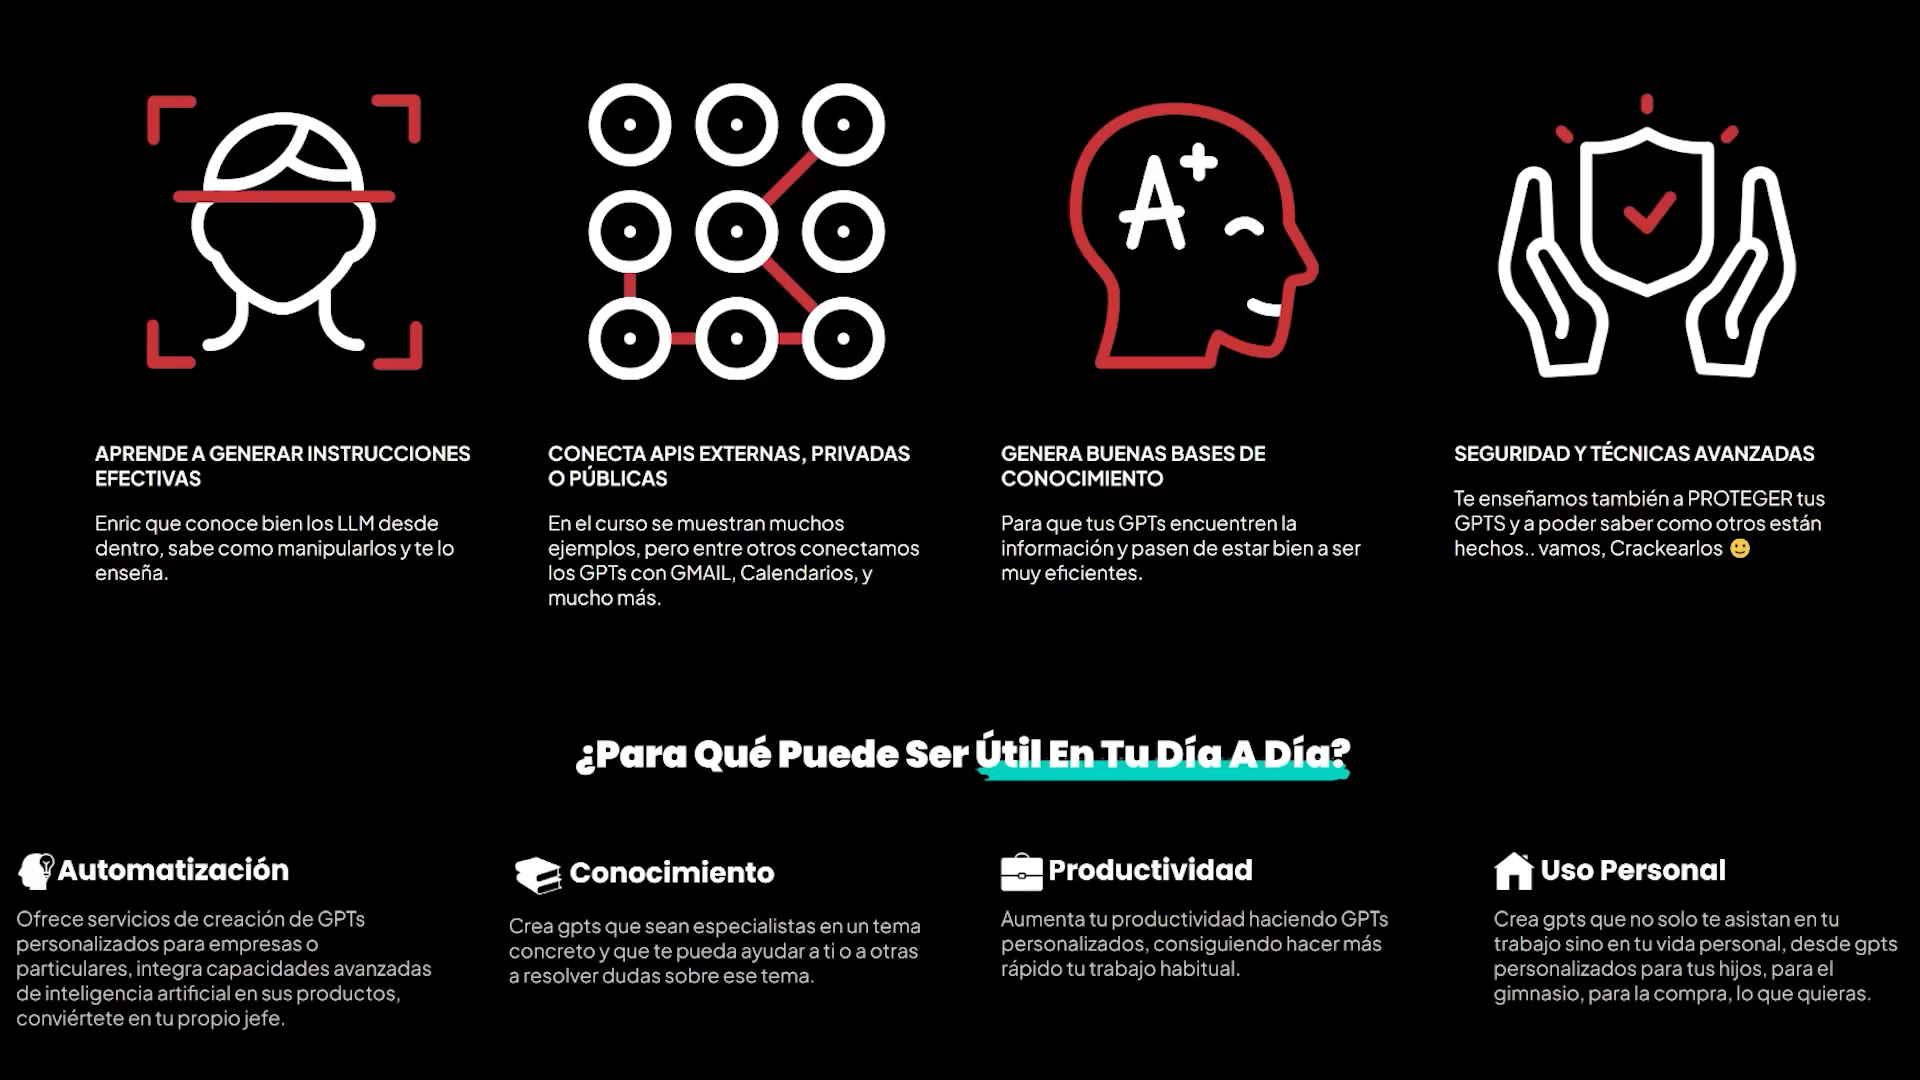 A+
APRENDE A GENERAR INSTRUCCIONES
EFECTIVAS
Enric que conoce bien los LLM desde
dentro, sabe como manipularlos y te lo
enseña.
CONECTA APIS EXTERNAS, PRIVADAS
O PÚBLICAS
En el curso se muestran muchos
ejemplos, pero entre otros conectamos
los GPTs con GMAIL, Calendarios, y
mucho más.
GENERA BUENAS BASES DE
CONOCIMIENTO
Para que tus GPTs encuentren la
información y pasen de estar bien a ser
muy eficientes.
SEGURIDAD Y TÉCNICAS AVANZADAS
Te enseñamos también a PROTEGER tus
GPTS y a poder saber como otros están
hechos.. vamos, Crackearlos 🙂
¿Para Qué Puede Ser Útil En Tu Día A Día?
Automatización
Ofrece servicios de creación de GPTs
personalizados para empresas o
particulares, integra capacidades avanzadas
de inteligencia artificial en sus productos,
conviértete en tu propio jefe.
Conocimiento
Crea gpts que sean especialistas en un tema
concreto y que te pueda ayudar a ti o a otras
a resolver dudas sobre ese tema.
Productividad
Aumenta tu productividad haciendo GPTs
personalizados, consiguiendo hacer más
rápido tu trabajo habitual.
Uso Personal
Crea gpts que no solo te asistan en tu
trabajo sino en tu vida personal, desde gpts
personalizados para tus hijos, para el
gimnasio, para la compra, lo que quieras.